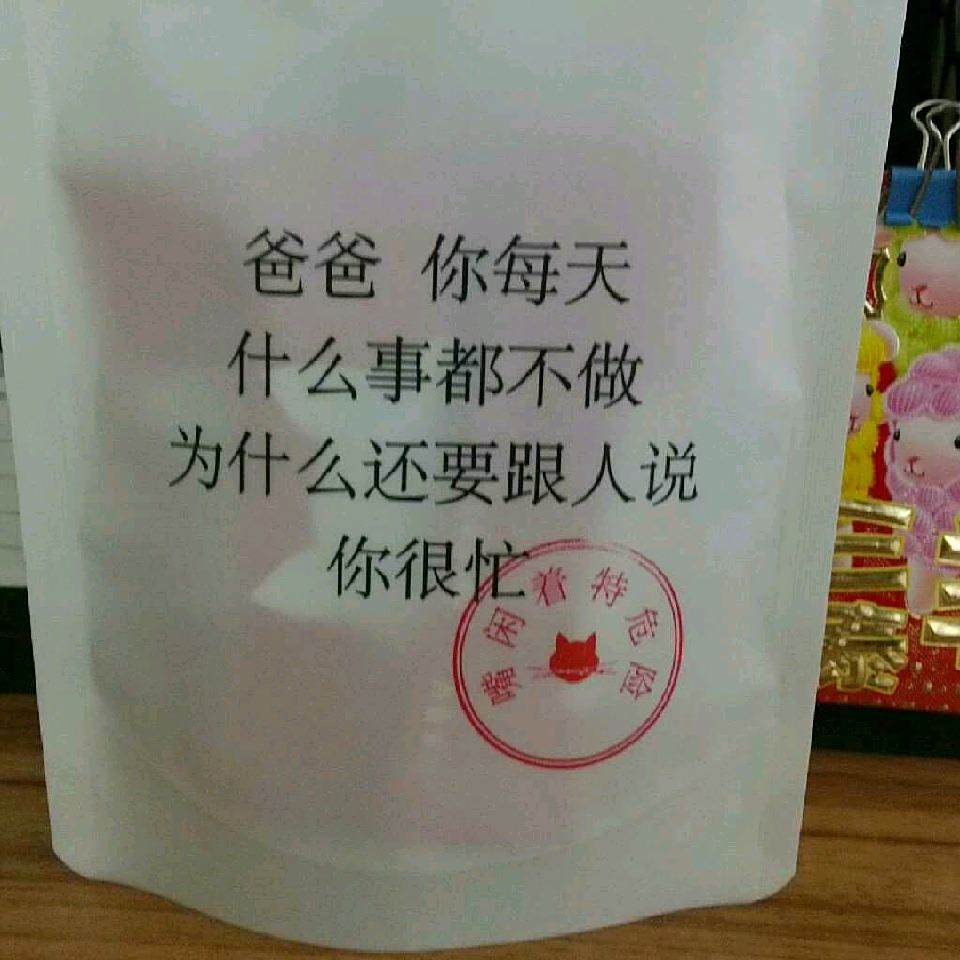 爸爸 你每天
什么事都不做
为什么还要跟人说
你很忙
嘴闲着特危险